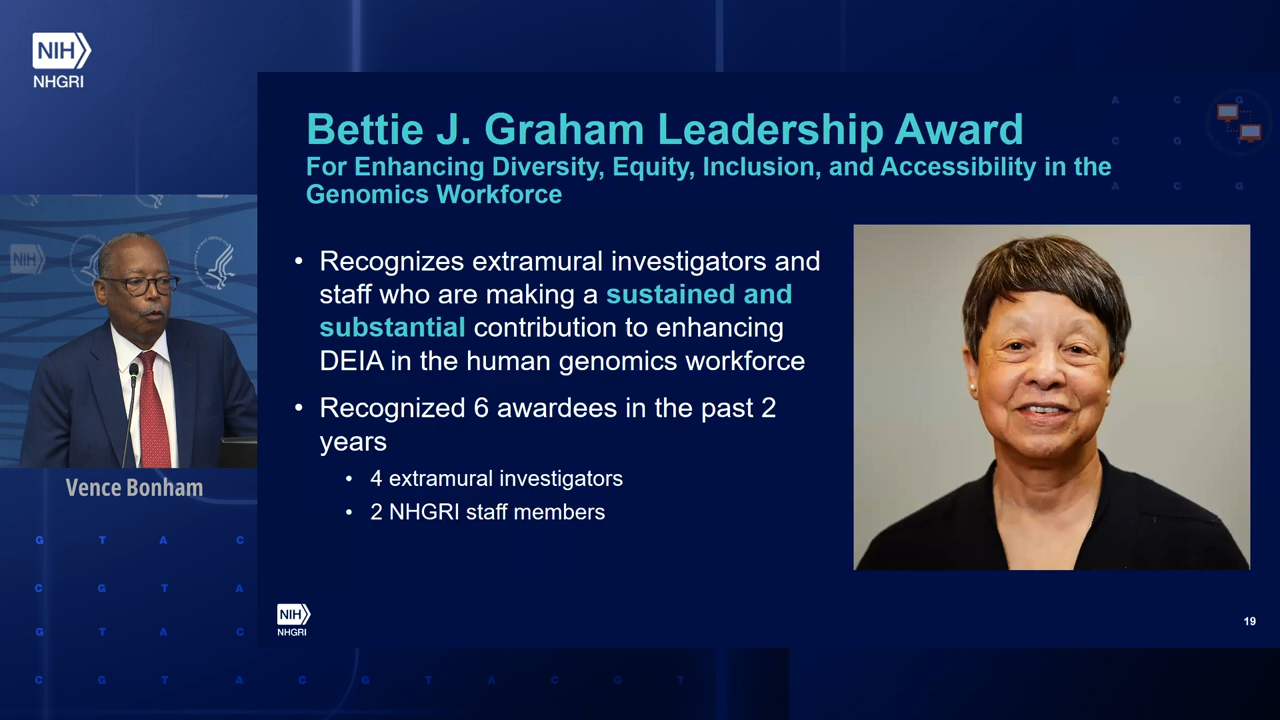 NIH
NHGRI
Bettie J. Graham Leadership Award
For Enhancing Diversity, Equity, Inclusion, and Accessibility in the
Genomics Workforce
• Recognizes extramural investigators and
staff who are making a sustained and
substantial contribution to enhancing
DEIA in the human genomics workforce
• Recognized 6 awardees in the past 2
years
• 4 extramural investigators
• 2 NHGRI staff members
A C G
C G
A C G
NIH
Vence Bonham
NIH
NHGRI
19
G T A C
C G T A
G T A C
C G T A C G T A C G T